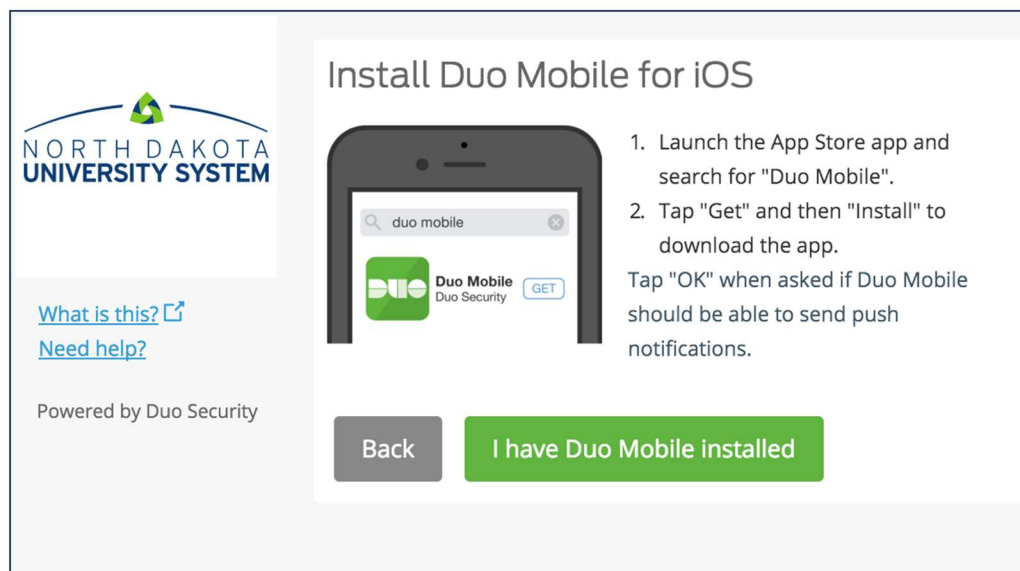 NORTH DAKOTA
UNIVERSITY SYSTEM
What is this?
Need help?
Powered by Duo Security
Install Duo Mobile for iOS
duo mobile
DUO
Duo Mobile
Duo Security
GET
1. Launch the App Store app and
search for "Duo Mobile".
2. Tap "Get" and then "Install" to
download the app.
Tap "OK" when asked if Duo Mobile
should be able to send push
notifications.
Back
I have Duo Mobile installed